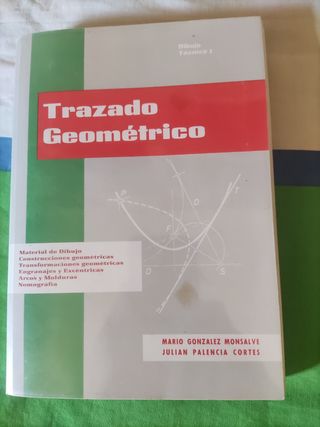 Dibujo
Técnico 1
Trazado
Geométrico
Material de Dibujo
Construcciones geométricas
Transformaciones geométricas
Engranajes y Excéntricas
Arcos y Molduras
Nomografía
MARIO GONZALEZ MONSALVE
JULIAN PALENCIA CORTES